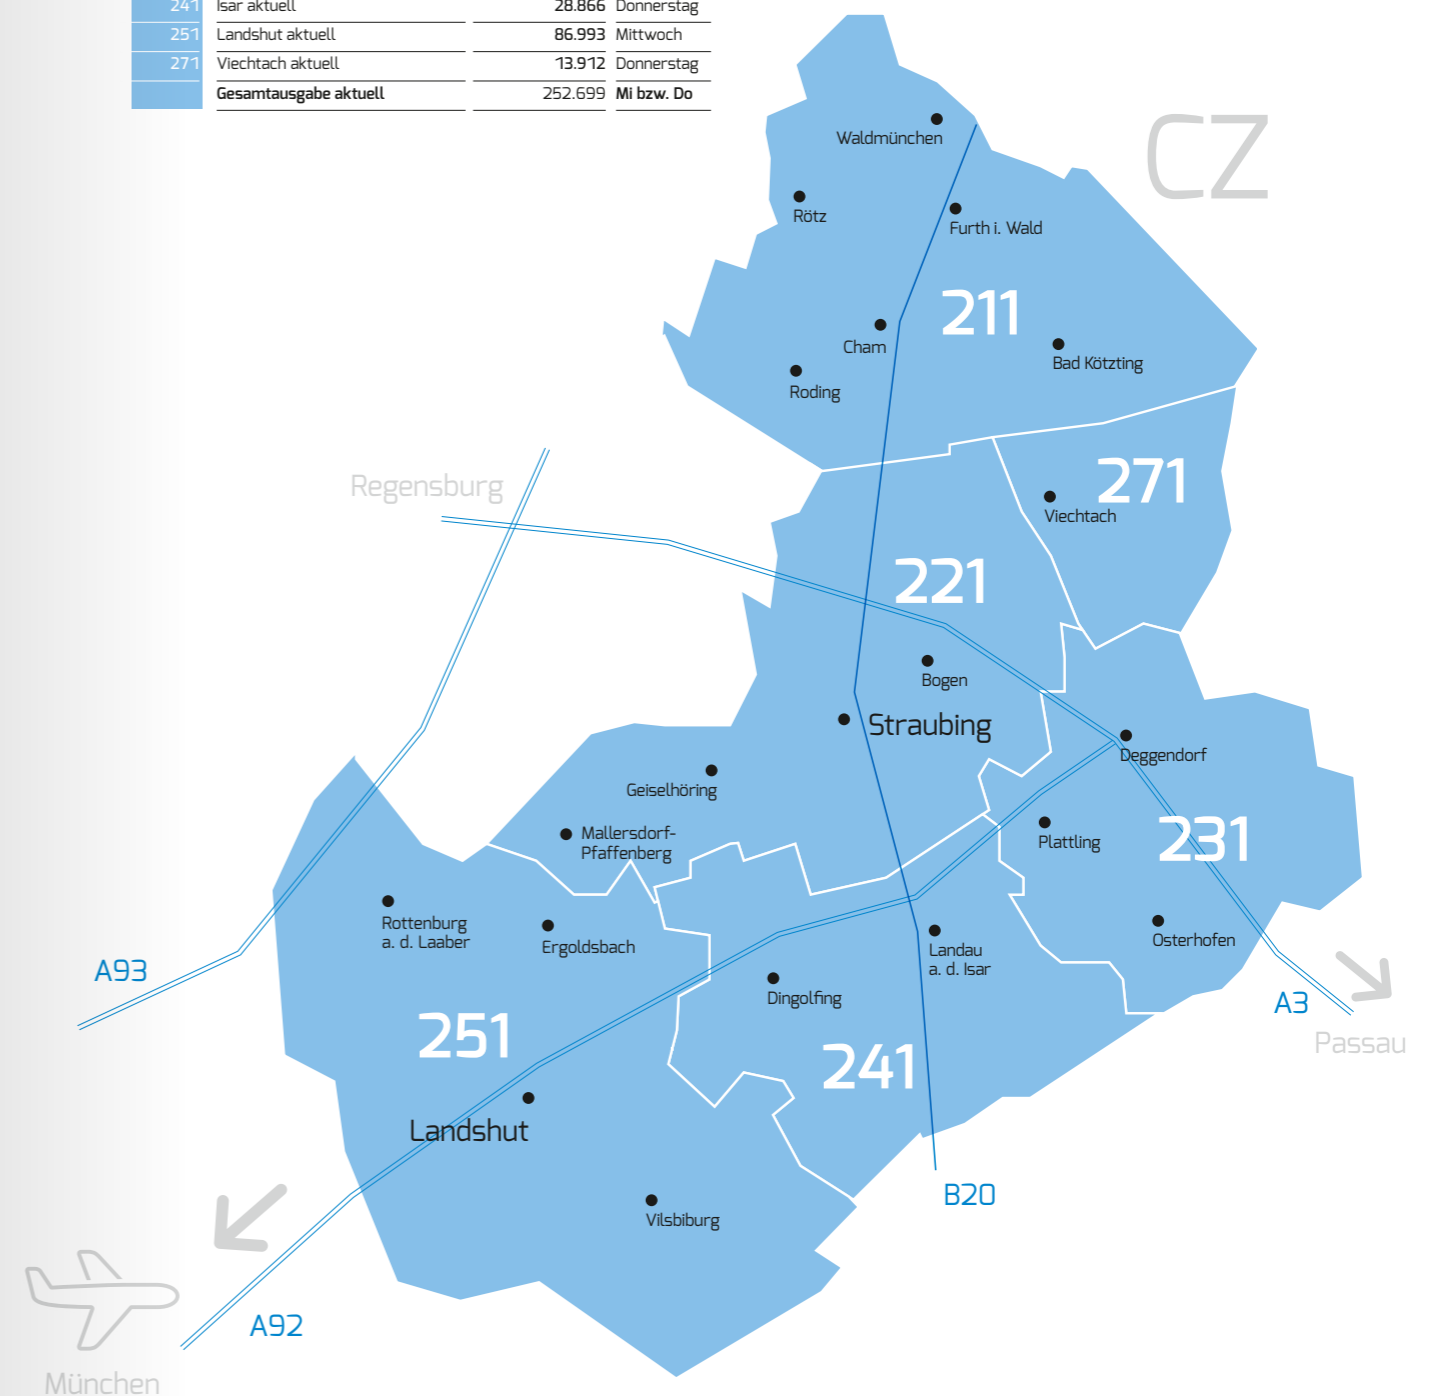 241 Isar aktuell 28.866 Donnerstag
251 Landshut aktuell 86.993 Mittwoch
271 Viechtach aktuell 13.912 Donnerstag
Gesamtausgabe aktuell 252.699 Mi bzw. Do
CZ
Waldmünchen
Rötz
Furth i. Wald
211
Cham
Bad Kötzting
Roding
271
Regensburg
Viechtach
221
Bogen
Straubing
Deggendorf
Geiselhöring
Mallersdorf-
Pfaffenberg
Plattling
231
Rottenburg
a. d. Laaber
Ergoldsbach
Landau
a. d. Isar
Osterhofen
A93
Dingolfing
A3
Passau
251
241
Landshut
B20
Vilsbiburg
A92
München